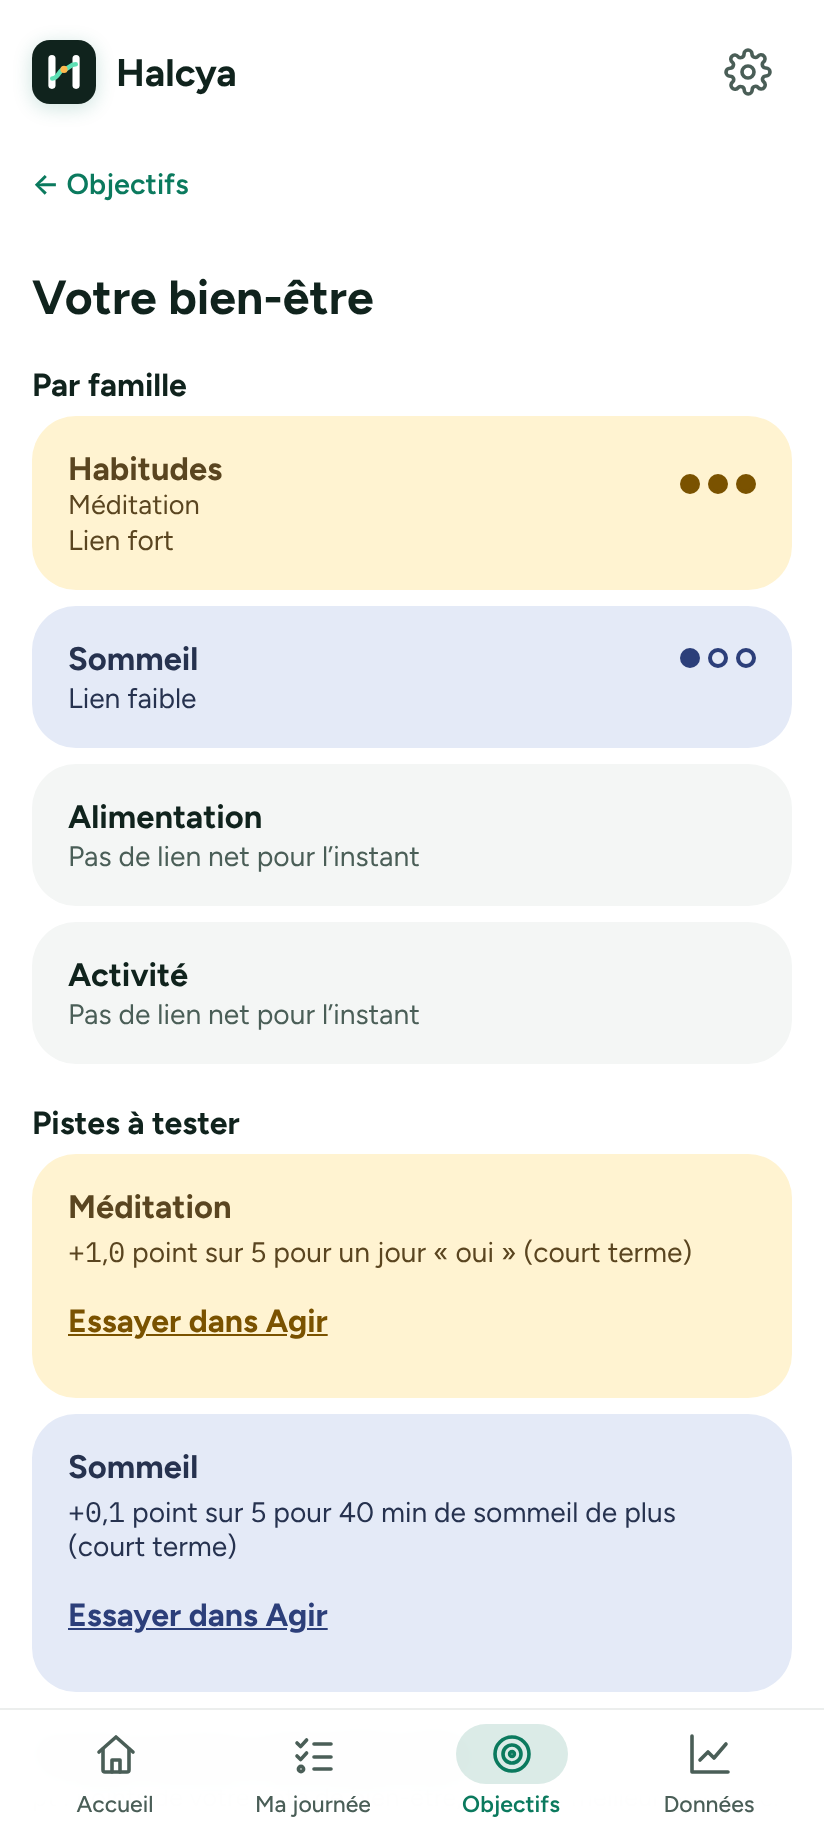 Halcya
← Objectifs
Votre bien-être
Par famille
Habitudes
Méditation
Lien fort
Sommeil
Lien faible
Alimentation
Pas de lien net pour l’instant
Activité
Pas de lien net pour l’instant
Pistes à tester
Méditation
+1,0 point sur 5 pour un jour « oui » (court terme)
Essayer dans Agir
Sommeil
+0,1 point sur 5 pour 40 min de sommeil de plus
(court terme)
Essayer dans Agir
Accueil
Ma journée
Objectifs
Données